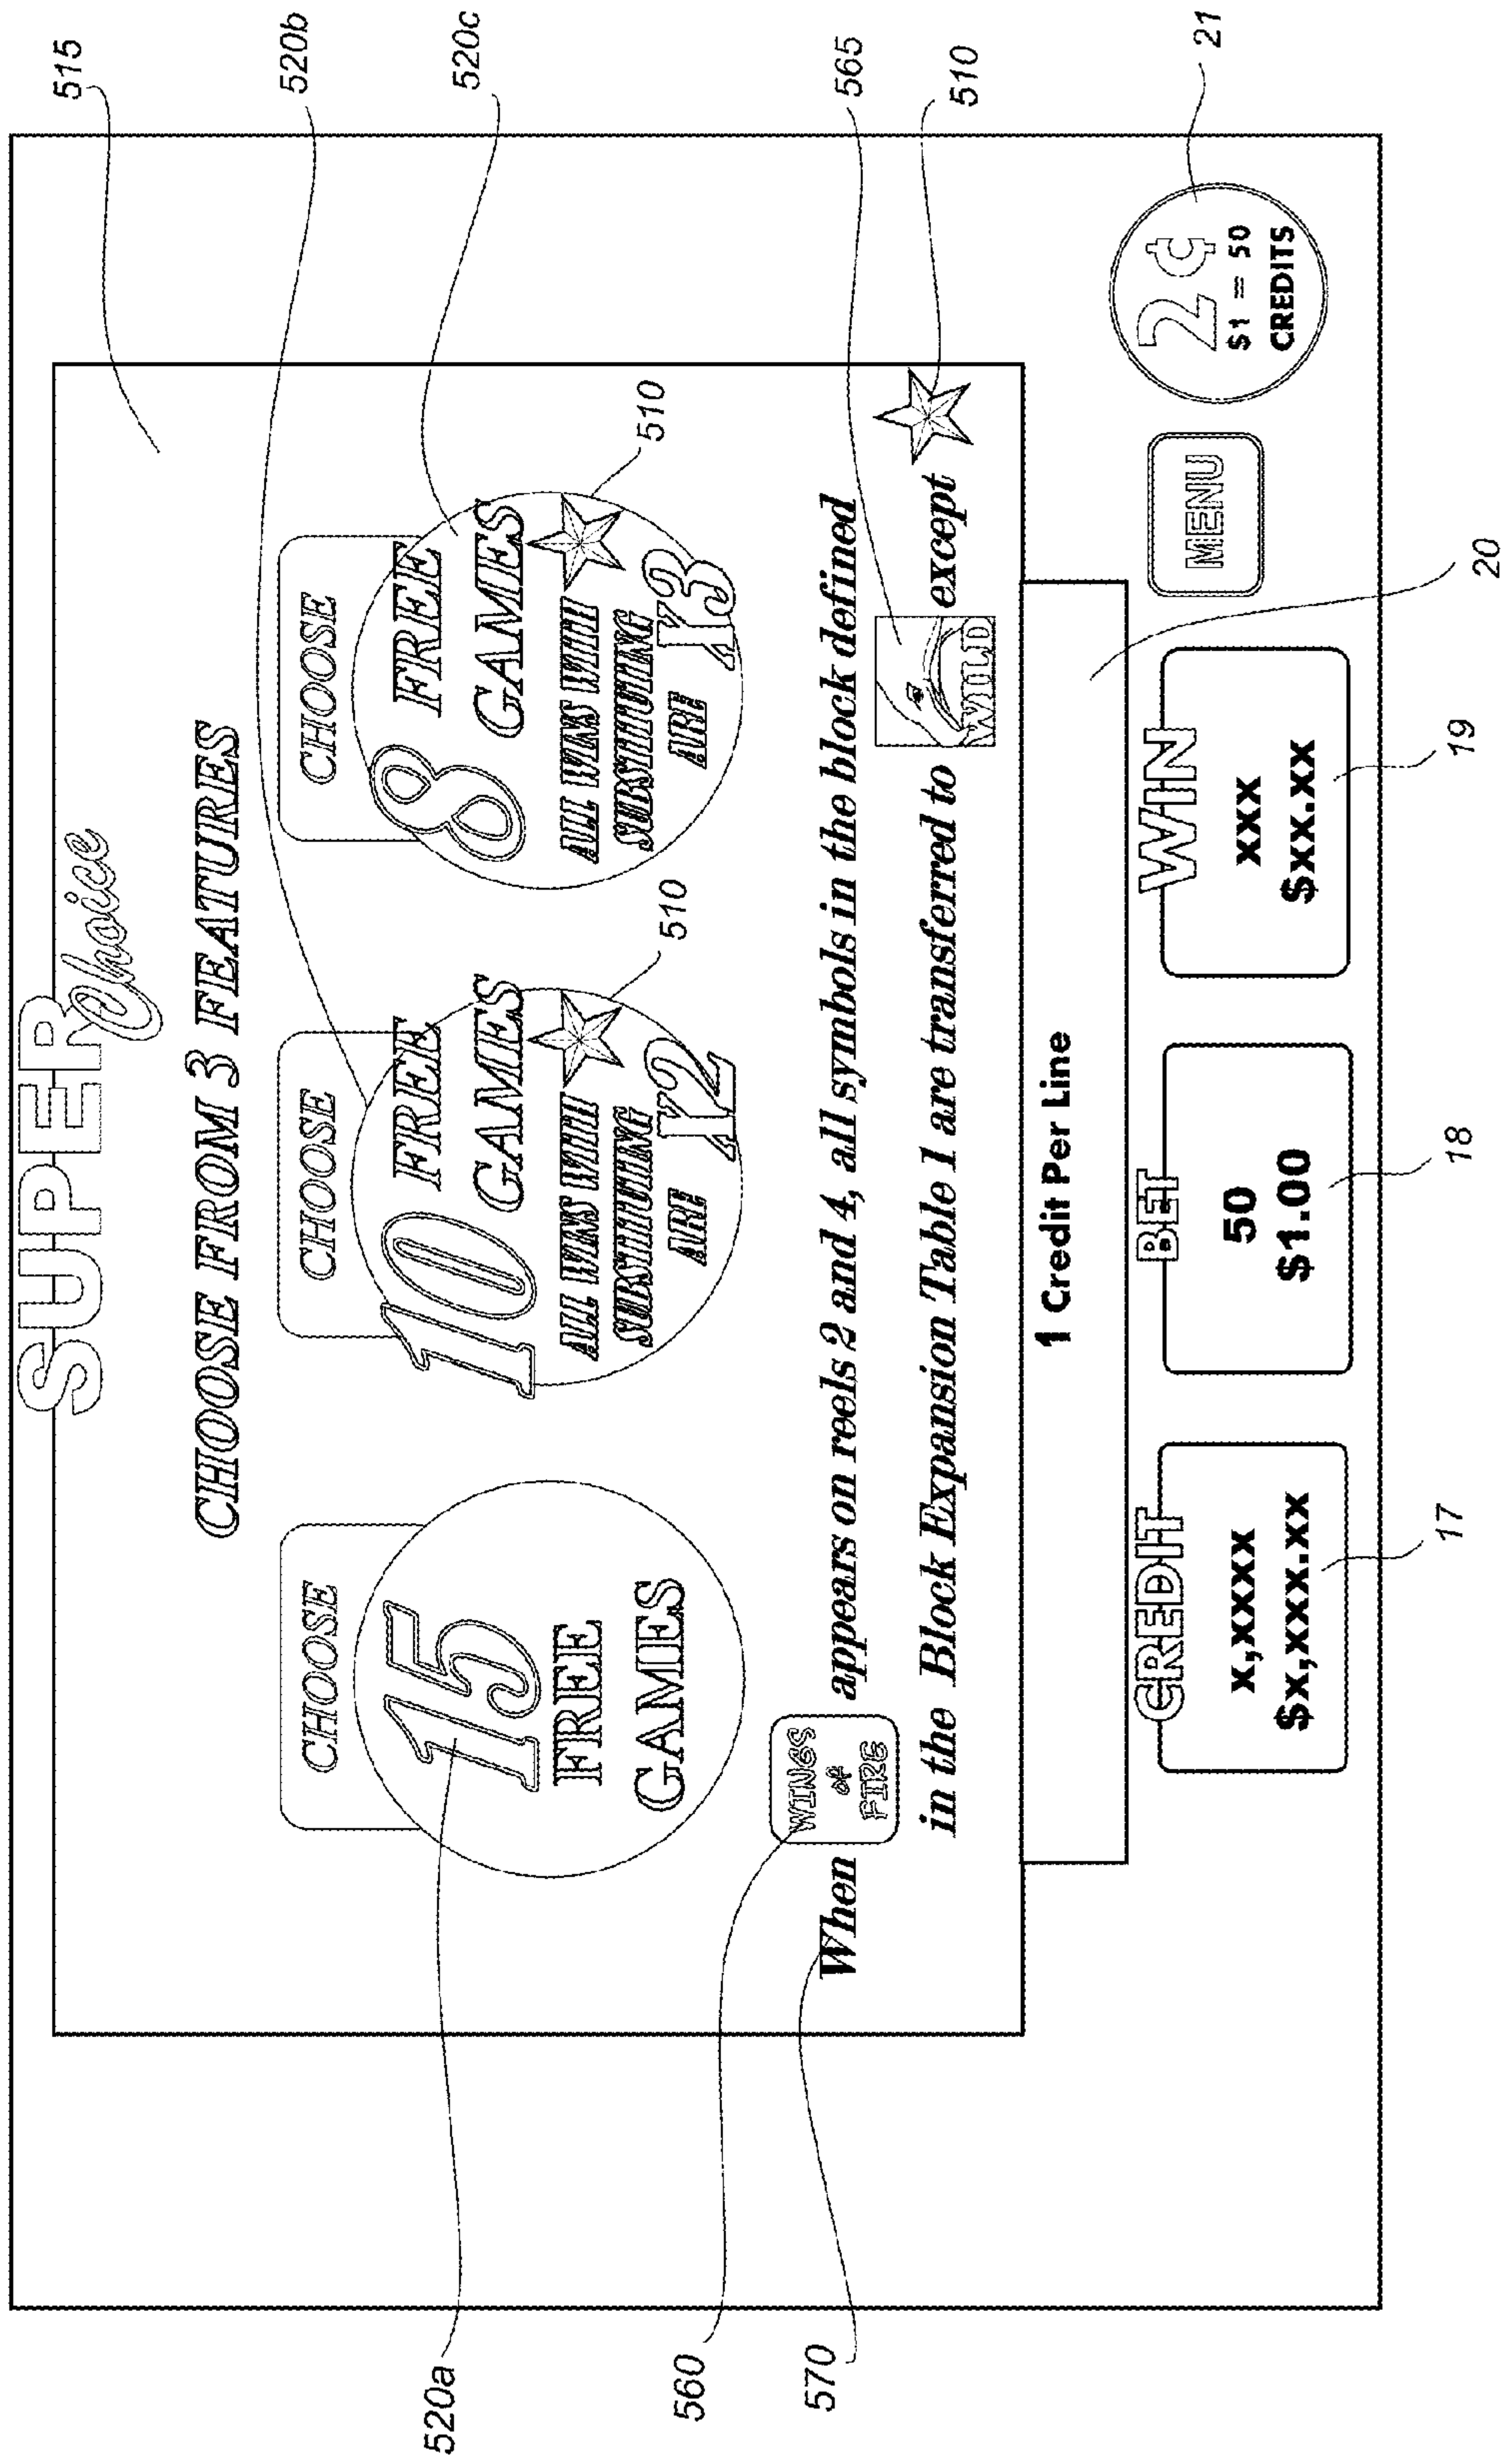 515
520b
520c
565
510
21
SUPER
Choice
CHOOSE FROM 3 FEATURES
CHOOSE
15
FREE
GAMES
CHOOSE
10 FREE
GAMES
ALL WINS WITH
SUBSTITUTING
ARE X2
510
CHOOSE
8 FREE
GAMES
ALL WINS WITH
SUBSTITUTING
ARE X3
510
When WINGS of FIRE appears on reels 2 and 4, all symbols in the block defined
in the Block Expansion Table 1 are transferred to WILD except
1 Credit Per Line
CREDIT
x,xxxx
$x,xxx.xx
BET
50
$1.00
WIN
xxx
$xx.xx
MENU
2¢
$1 = 50
CREDITS
520a
560
570
17
18
19
20